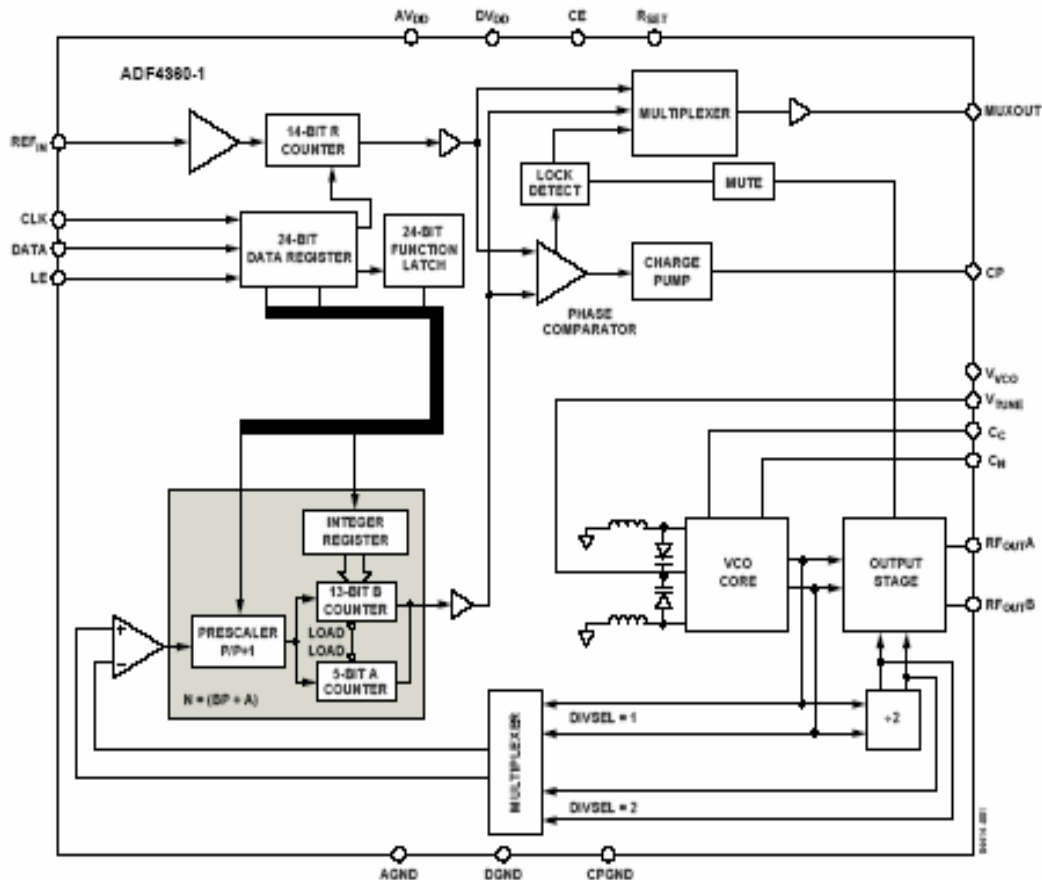 AVDD DVDD CE RSET
ADF4360-1
REFIN
14-BIT R
COUNTER
MULTIPLEXER
MUXOUT
LOCK
DETECT
MUTE
CLK
DATA
LE
24-BIT
DATA REGISTER
24-BIT
FUNCTION
LATCH
CHARGE
PUMP
CP
PHASE
COMPARATOR
VVCO
VTUNE
CC
CN
INTEGER
REGISTER
13-BIT B
COUNTER
PRESCALER
P/P+1
LOAD
LOAD
5-BIT A
COUNTER
N = (BP + A)
VCO
CORE
OUTPUT
STAGE
RFOUTA
RFOUTB
MULTIPLEXER
DIVSEL = 1
÷2
DIVSEL = 2
AGND DGND CPGND